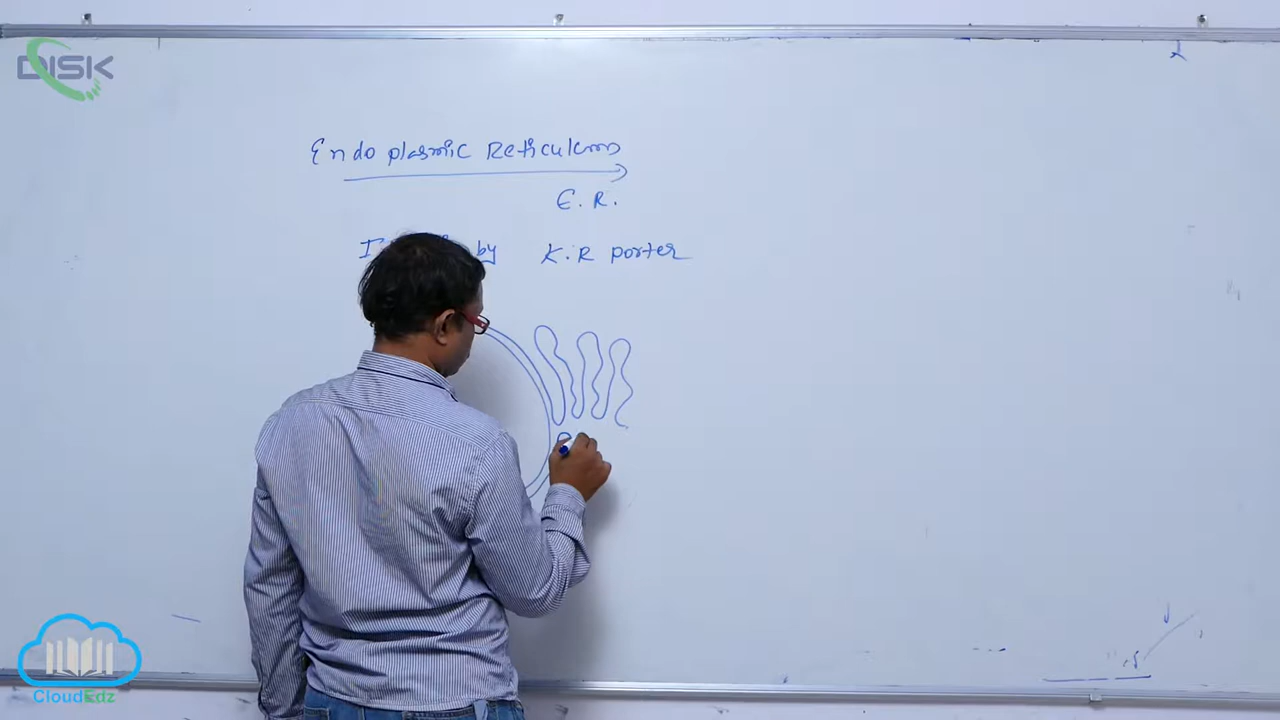 DISK
Endoplasmic Reticulum
E.R.
by K.R porter
CloudEdz